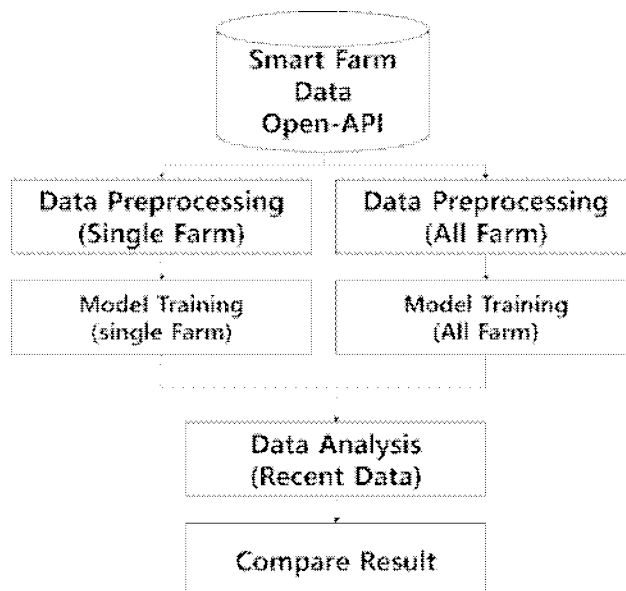 Smart Farm
Data
Open-API
Data Preprocessing
(Single Farm)
Data Preprocessing
(All Farm)
Model Training
(single Farm)
Model Training
(All Farm)
Data Analysis
(Recent Data)
Compare Result